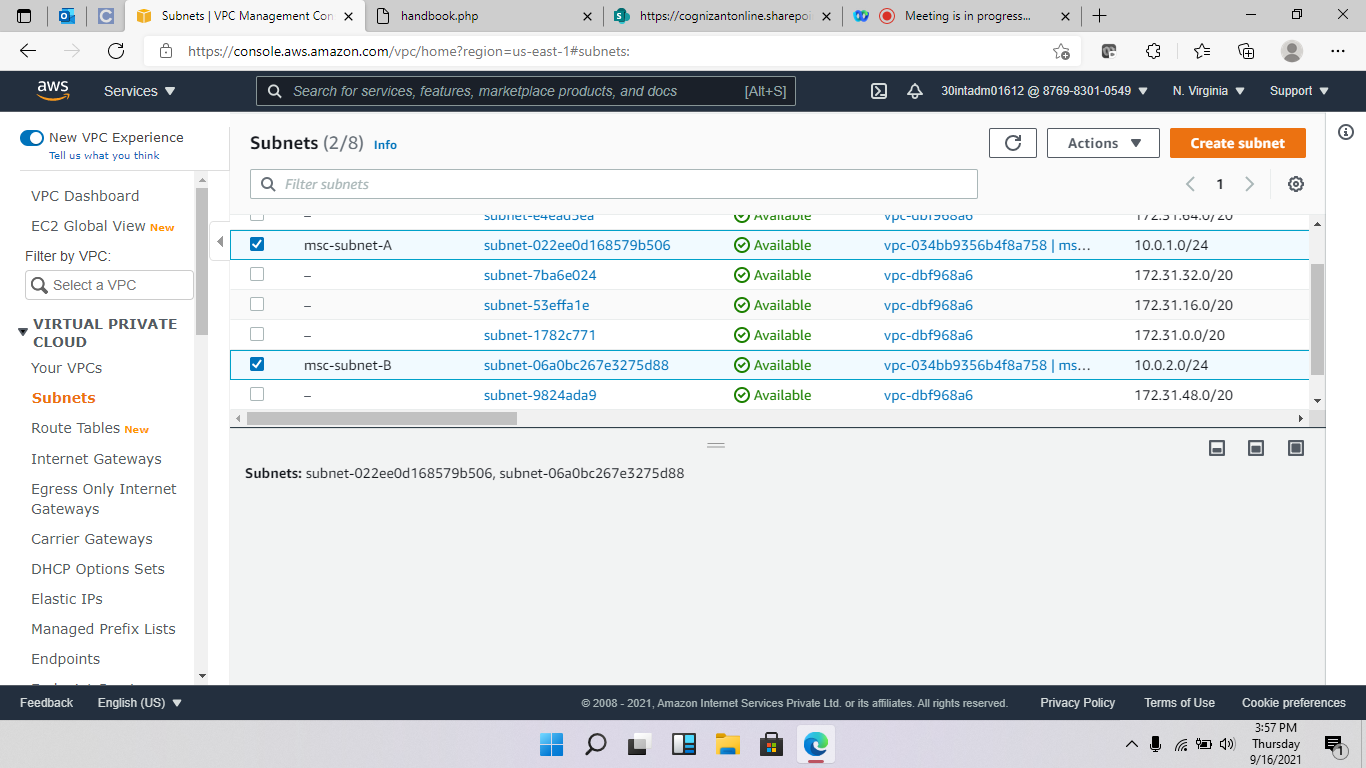 Subnets | VPC Management Con
handbook.php
https://cognizantonline.sharepoi
Meeting is in progress...
https://console.aws.amazon.com/vpc/home?region=us-east-1#subnets:
aws
Services
Search for services, features, marketplace products, and docs
[Alt+S]
30intadm01612 @ 8769-8301-0549
N. Virginia
Support
New VPC Experience
Tell us what you think
VPC Dashboard
EC2 Global View New
Filter by VPC:
Select a VPC
VIRTUAL PRIVATE
CLOUD
Your VPCs
Subnets
Route Tables New
Internet Gateways
Egress Only Internet
Gateways
Carrier Gateways
DHCP Options Sets
Elastic IPs
Managed Prefix Lists
Endpoints
Subnets (2/8) Info
Actions
Create subnet
Filter subnets
1
– subnet-e4ead5ea Available vpc-dbf968a6 172.31.64.0/20
msc-subnet-A subnet-022ee0d168579b506 Available vpc-034bb9356b4f8a758 | ms... 10.0.1.0/24
– subnet-7ba6e024 Available vpc-dbf968a6 172.31.32.0/20
– subnet-53effa1e Available vpc-dbf968a6 172.31.16.0/20
– subnet-1782c771 Available vpc-dbf968a6 172.31.0.0/20
msc-subnet-B subnet-06a0bc267e3275d88 Available vpc-034bb9356b4f8a758 | ms... 10.0.2.0/24
– subnet-9824ada9 Available vpc-dbf968a6 172.31.48.0/20
Subnets: subnet-022ee0d168579b506, subnet-06a0bc267e3275d88
Feedback
English (US)
© 2008 - 2021, Amazon Internet Services Private Ltd. or its affiliates. All rights reserved.
Privacy Policy
Terms of Use
Cookie preferences
3:57 PM
Thursday
9/16/2021
1